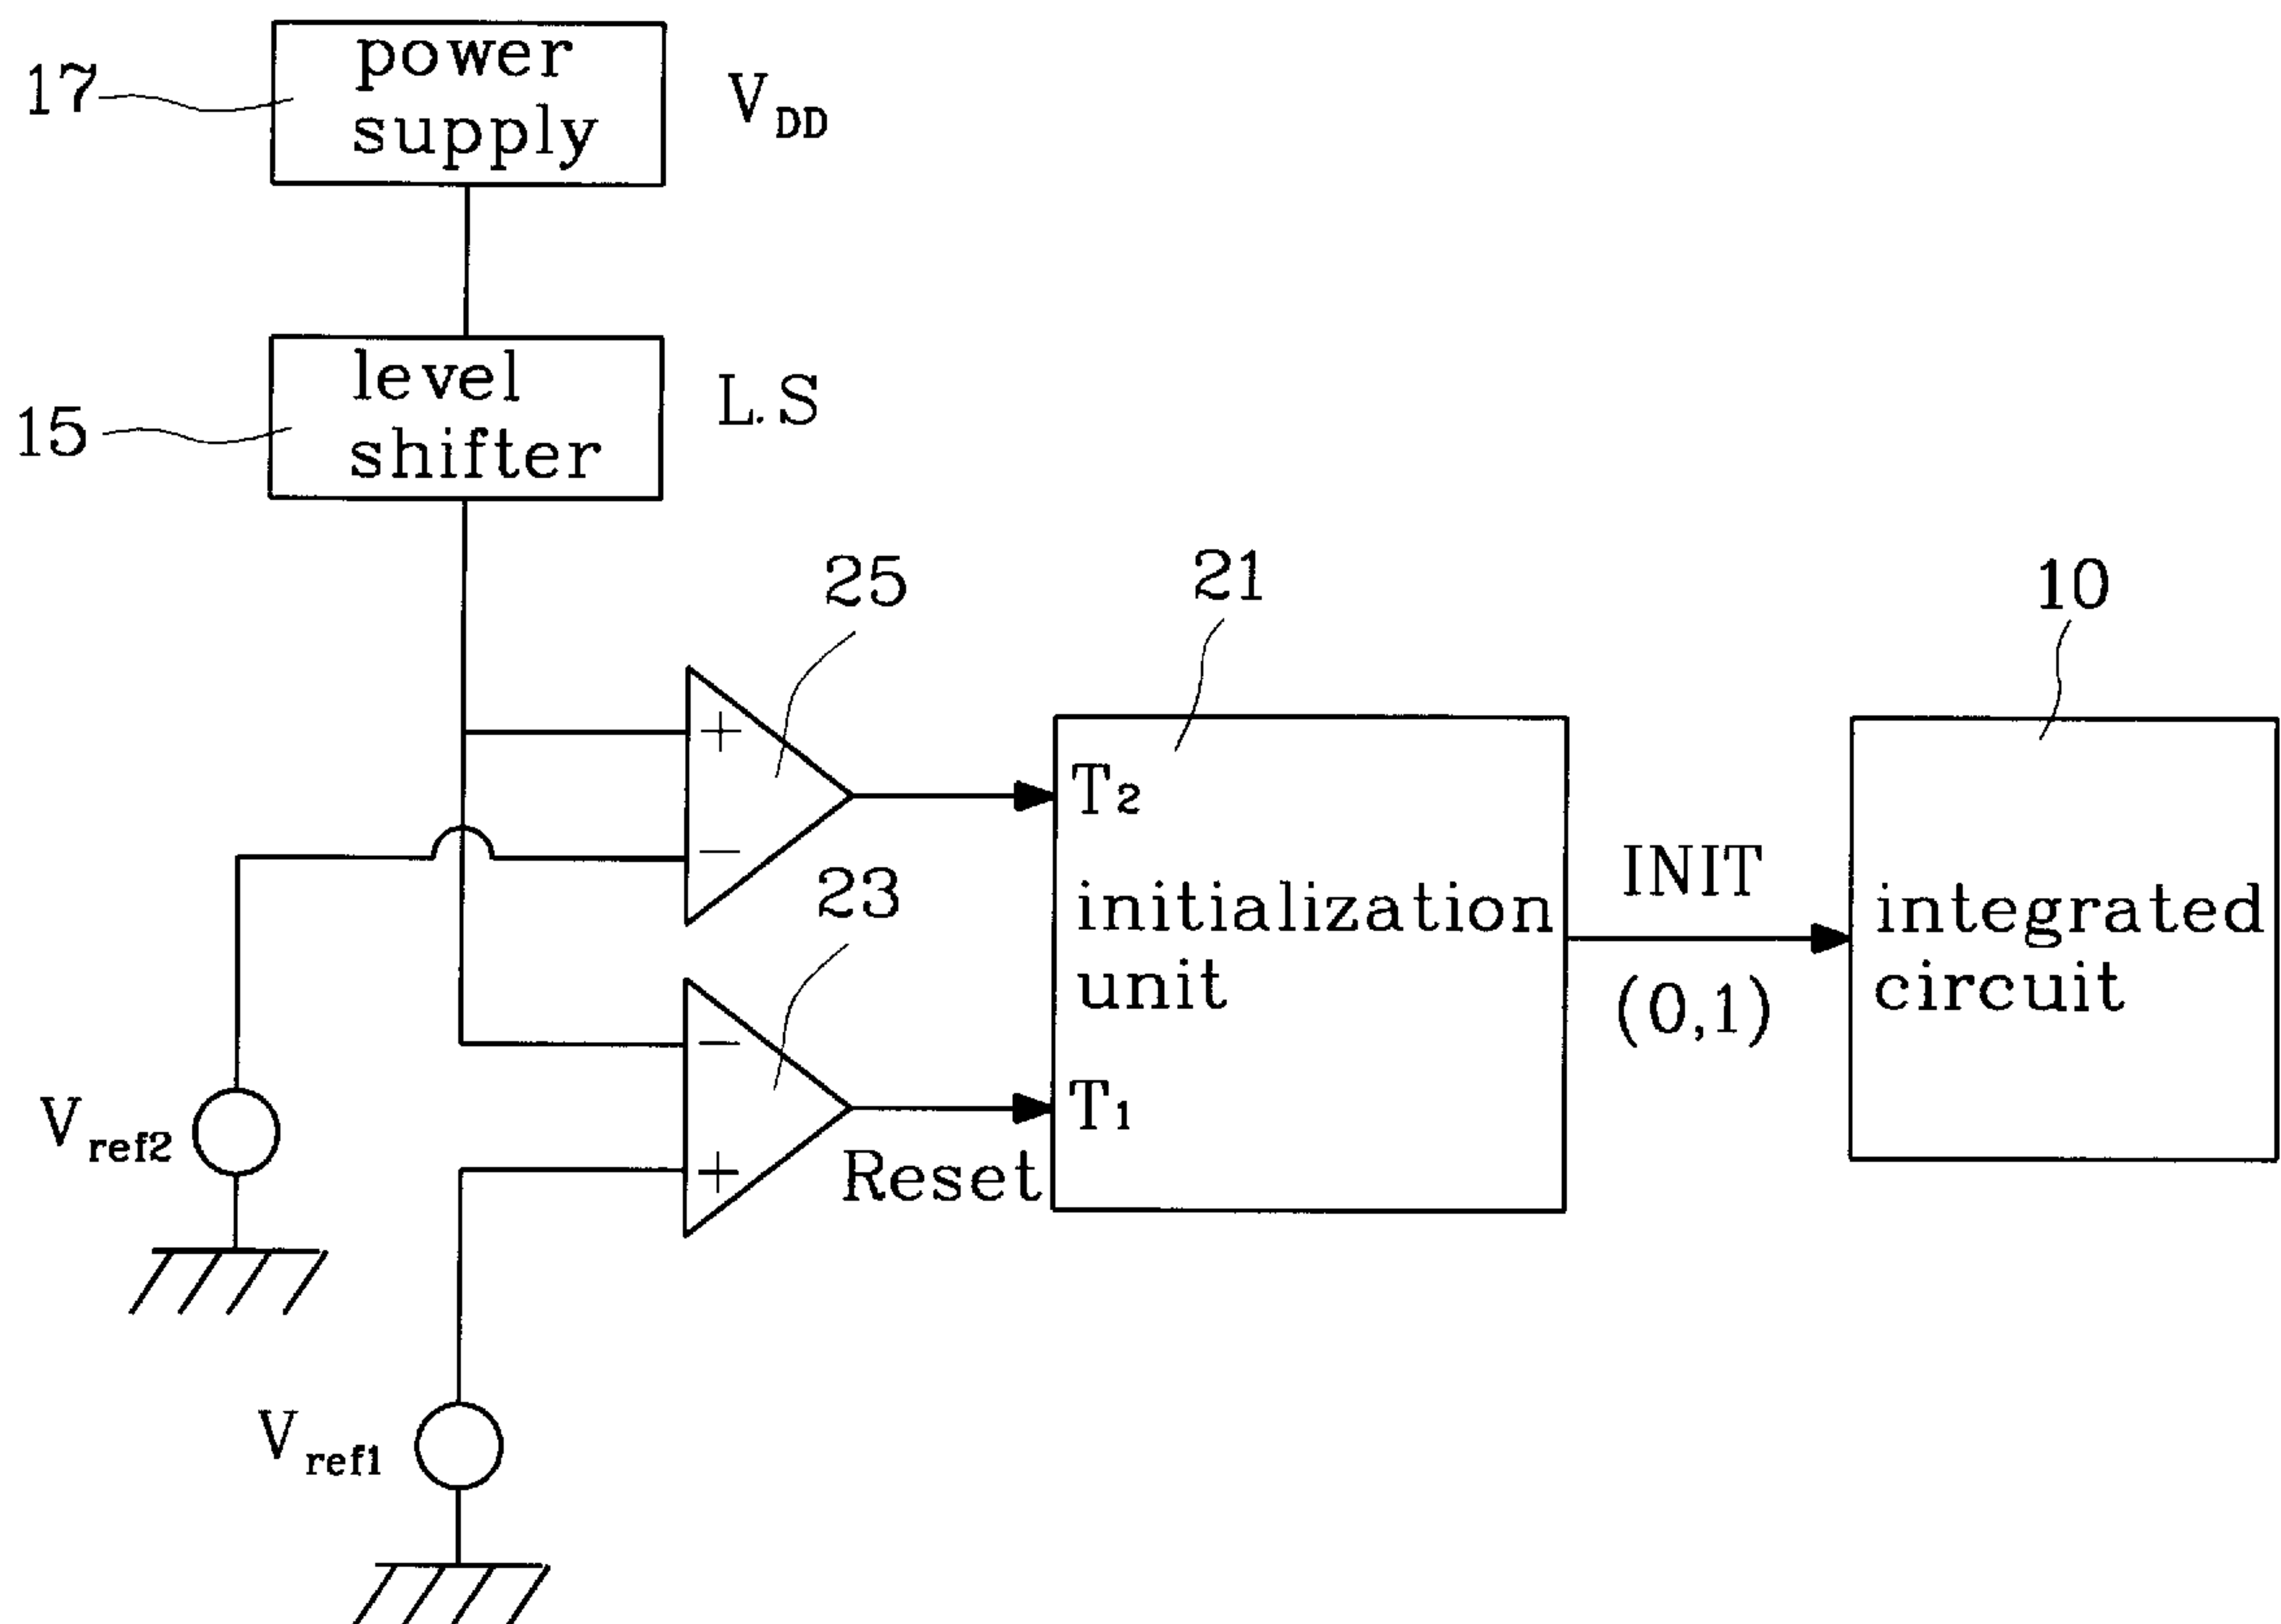 power
supply
17
V_DD
level
shifter
15
L.S
25
21
10
+
−
T2
23
initialization
unit
INIT
(0,1)
integrated
circuit
−
+
T1
Reset
Vref2
Vref1